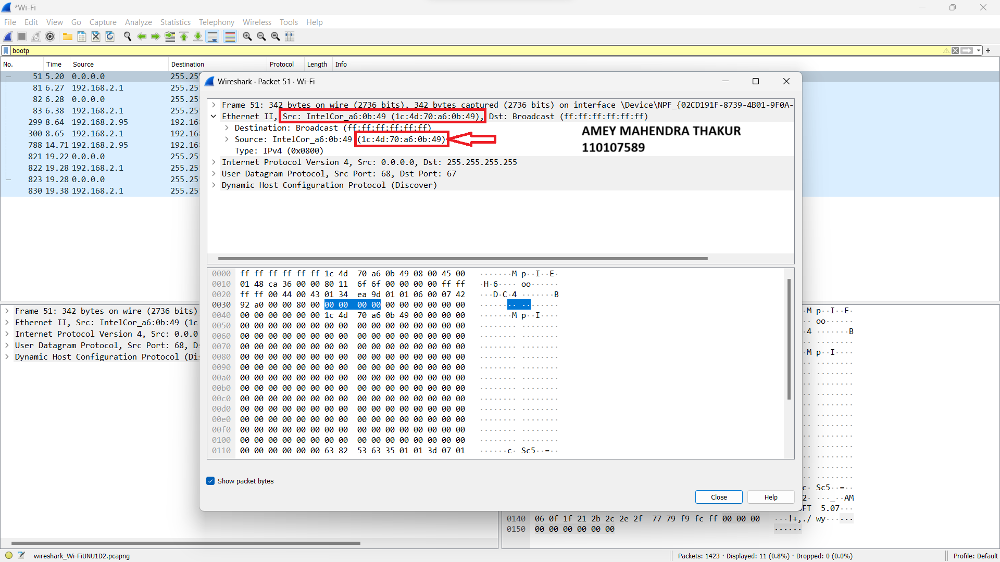 *Wi-Fi
File Edit View Go Capture Analyze Statistics Telephony Wireless Tools Help
bootp
No. Time Source Destination Protocol Length Info
51 5.20 0.0.0.0 255.25
81 6.27 192.168.2.1 255.25
82 6.28 0.0.0.0 255.25
83 6.38 192.168.2.1 255.25
299 8.64 192.168.2.95 192.16
300 8.65 192.168.2.1 192.16
788 14.71 192.168.2.95 192.16
821 19.22 0.0.0.0 255.25
822 19.28 192.168.2.1 255.25
823 19.28 0.0.0.0 255.25
830 19.38 192.168.2.1 255.25
Wireshark · Packet 51 · Wi-Fi
Frame 51: 342 bytes on wire (2736 bits), 342 bytes captured (2736 bits) on interface \Device\NPF_{02CD191F-8739-4B01-9F0A-
Ethernet II, Src: IntelCor_a6:0b:49 (1c:4d:70:a6:0b:49), Dst: Broadcast (ff:ff:ff:ff:ff:ff)
Destination: Broadcast (ff:ff:ff:ff:ff:ff)
Source: IntelCor_a6:0b:49 (1c:4d:70:a6:0b:49)
Type: IPv4 (0x0800)
AMEY MAHENDRA THAKUR
110107589
Internet Protocol Version 4, Src: 0.0.0.0, Dst: 255.255.255.255
User Datagram Protocol, Src Port: 68, Dst Port: 67
Dynamic Host Configuration Protocol (Discover)
0000 ff ff ff ff ff ff 1c 4d 70 a6 0b 49 08 00 45 00 ·······M p··I··E·
0010 01 48 ca 36 00 00 80 11 6f 6f 00 00 00 00 ff ff ·H·6···· oo······
0020 ff ff 00 44 00 43 01 34 ea 9d 01 01 06 00 07 42 ···D·C·4 ·······B
0030 92 a0 00 00 80 00 00 00 00 00 00 00 00 00 00 00 ········ ········
0040 00 00 00 00 00 00 1c 4d 70 a6 0b 49 00 00 00 00 ·······M p··I····
0050 00 00 00 00 00 00 00 00 00 00 00 00 00 00 00 00 ········ ········
0060 00 00 00 00 00 00 00 00 00 00 00 00 00 00 00 00 ········ ········
0070 00 00 00 00 00 00 00 00 00 00 00 00 00 00 00 00 ········ ········
0080 00 00 00 00 00 00 00 00 00 00 00 00 00 00 00 00 ········ ········
0090 00 00 00 00 00 00 00 00 00 00 00 00 00 00 00 00 ········ ········
00a0 00 00 00 00 00 00 00 00 00 00 00 00 00 00 00 00 ········ ········
00b0 00 00 00 00 00 00 00 00 00 00 00 00 00 00 00 00 ········ ········
00c0 00 00 00 00 00 00 00 00 00 00 00 00 00 00 00 00 ········ ········
00d0 00 00 00 00 00 00 00 00 00 00 00 00 00 00 00 00 ········ ········
00e0 00 00 00 00 00 00 00 00 00 00 00 00 00 00 00 00 ········ ········
00f0 00 00 00 00 00 00 00 00 00 00 00 00 00 00 00 00 ········ ········
0100 00 00 00 00 00 00 00 00 00 00 00 00 00 00 00 00 ········ ········
0110 00 00 00 00 00 00 63 82 53 63 35 01 01 3d 07 01 ······c· Sc5··=··
Show packet bytes
Close Help
Frame 51: 342 bytes on wire (2736 bits)
Ethernet II, Src: IntelCor_a6:0b:49 (1c
Internet Protocol Version 4, Src: 0.0.0
User Datagram Protocol, Src Port: 68, D
Dynamic Host Configuration Protocol (Di
·M p··I··E·
·· oo······
·4 ·······B
·M p··I····
c· Sc5··=··
2· ···_··AM
FT 5.07···
0140 06 0f 1f 21 2b 2c 2e 2f 77 79 f9 fc ff 00 00 00 ···!+,./ wy······
0150 00 00 00 00 00 00 ······
wireshark_Wi-FiUNU1D2.pcapng
Packets: 1423 · Displayed: 11 (0.8%) · Dropped: 0 (0.0%)
Profile: Default